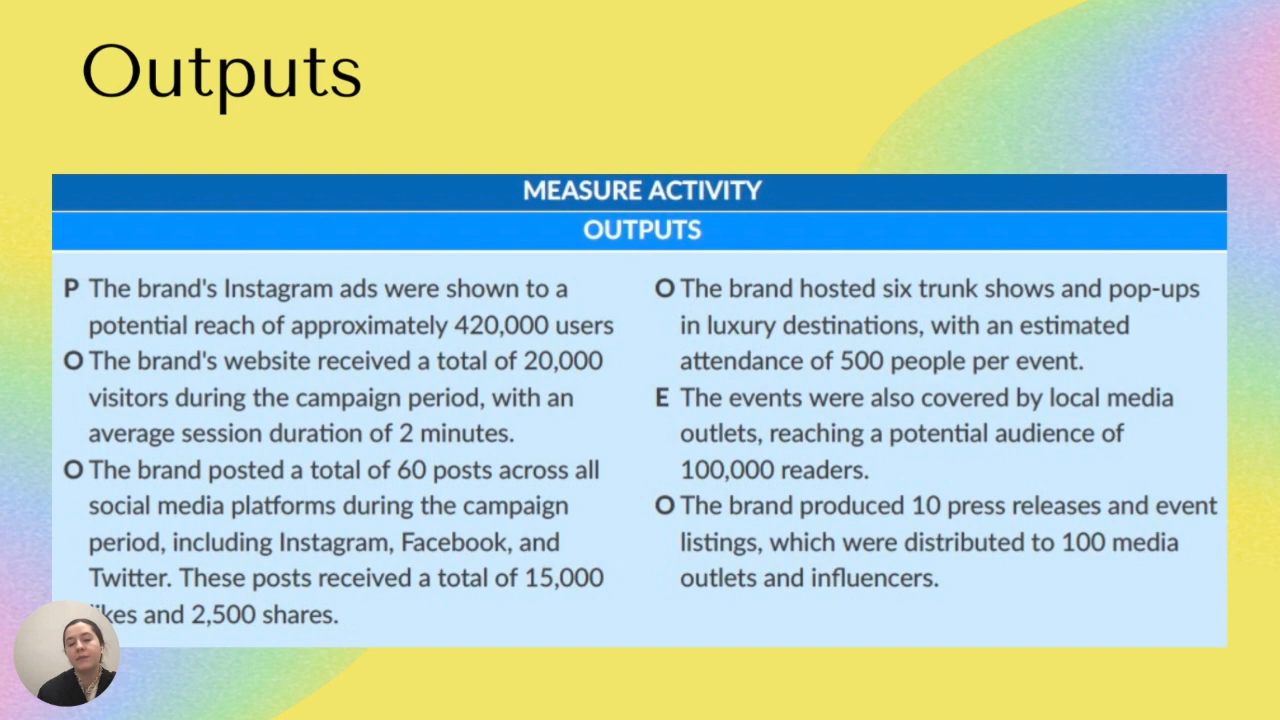 Outputs
MEASURE ACTIVITY
OUTPUTS
P The brand's Instagram ads were shown to a
potential reach of approximately 420,000 users
O The brand's website received a total of 20,000
visitors during the campaign period, with an
average session duration of 2 minutes.
O The brand posted a total of 60 posts across all
social media platforms during the campaign
period, including Instagram, Facebook, and
Twitter. These posts received a total of 15,000
and 2,500 shares.
O The brand hosted six trunk shows and pop-ups
in luxury destinations, with an estimated
attendance of 500 people per event.
E The events were also covered by local media
outlets, reaching a potential audience of
100,000 readers.
O The brand produced 10 press releases and event
listings, which were distributed to 100 media
outlets and influencers.